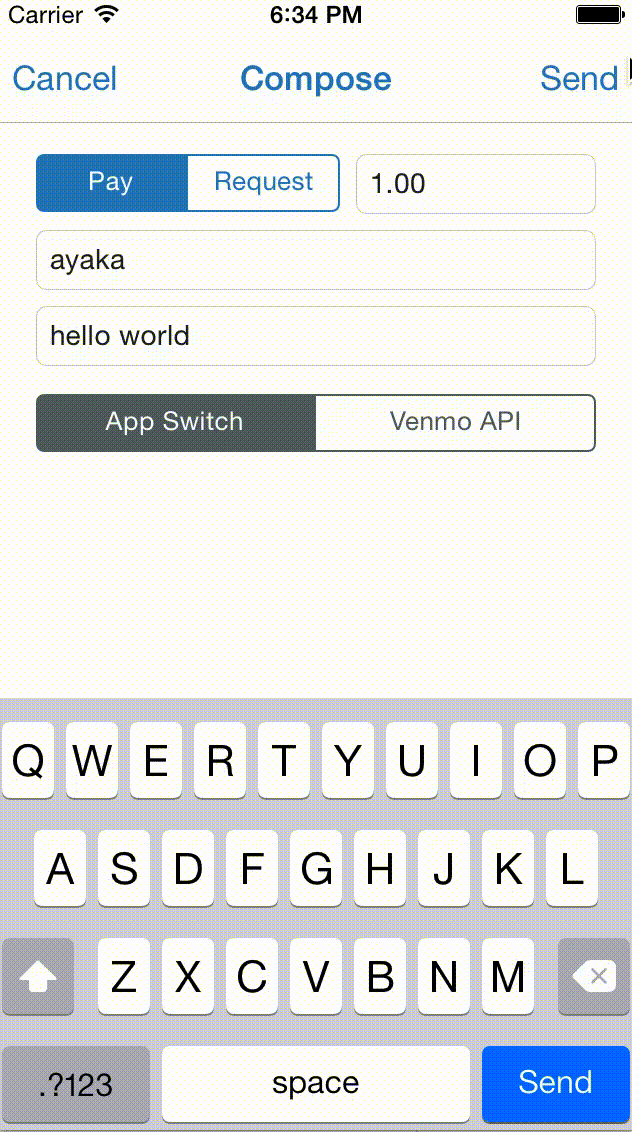 Carrier 6:34 PM
Cancel Compose Send
Pay Request 1.00
ayaka
hello world
App Switch Venmo API
Q W E R T Y U I O P
A S D F G H J K L
Z X C V B N M
.?123 space Send